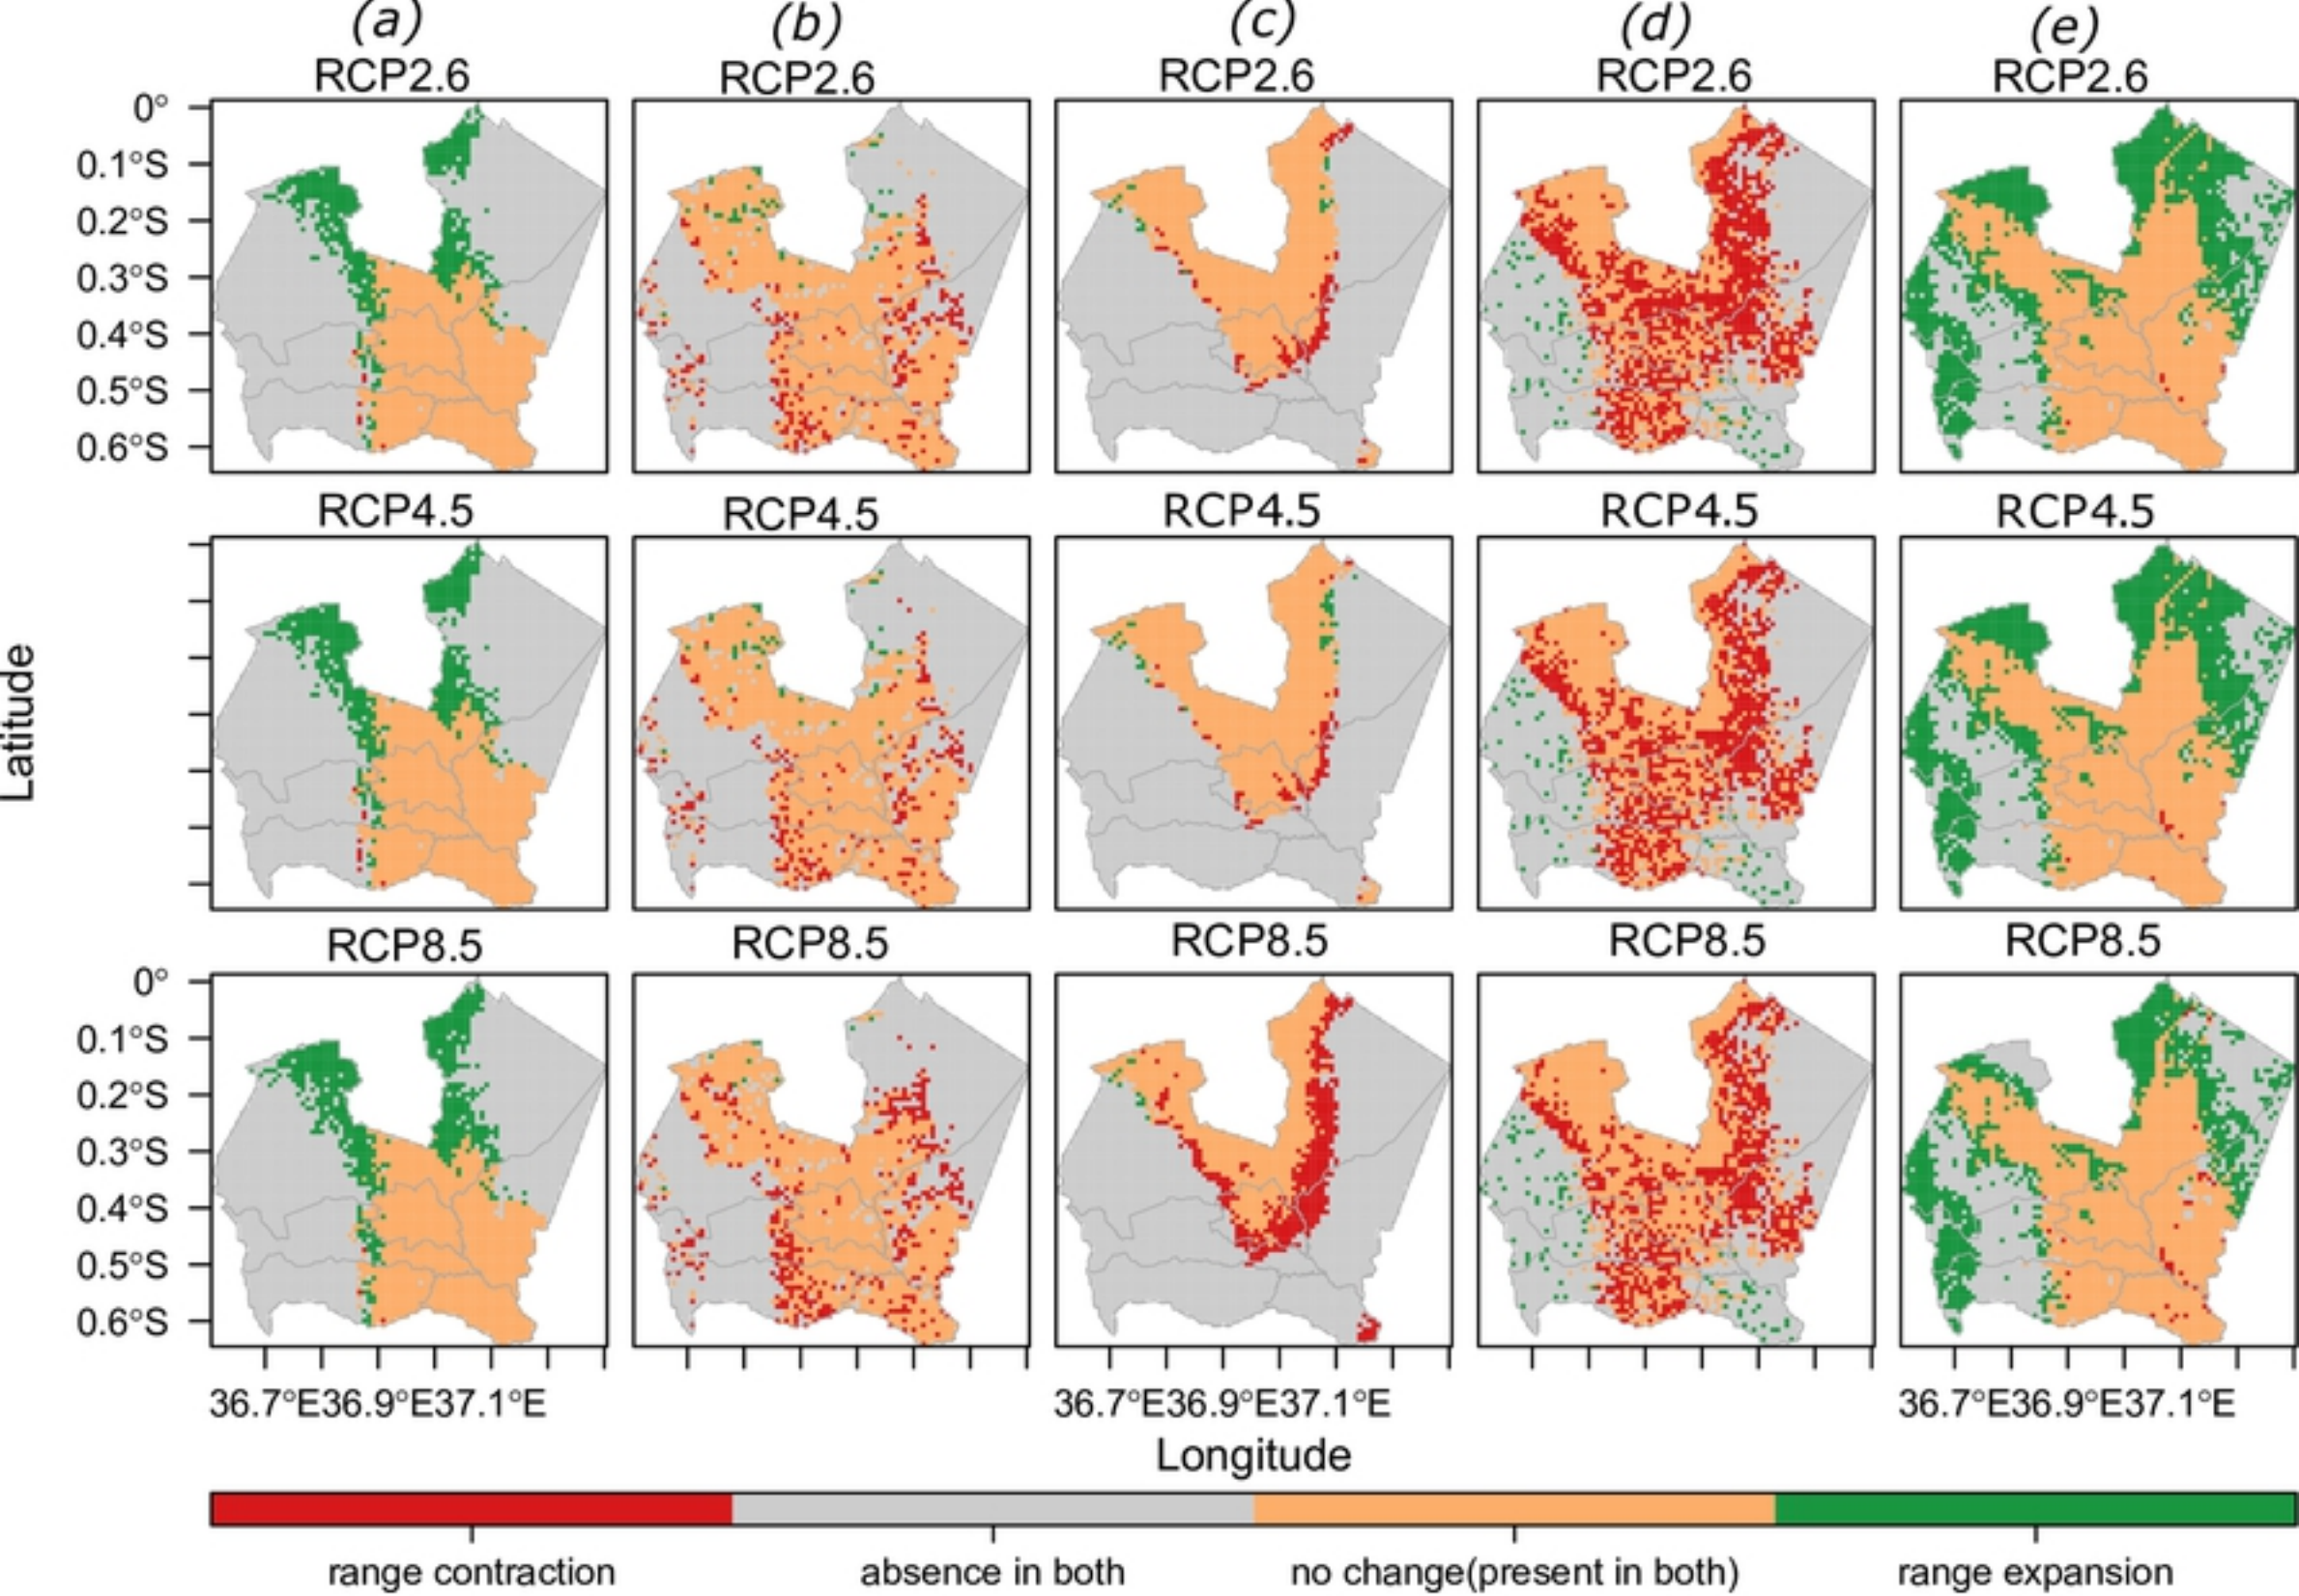 (a) (b) (c) (d) (e)
RCP2.6 RCP2.6 RCP2.6 RCP2.6 RCP2.6
0°
0.1°S
0.2°S
0.3°S
0.4°S
0.5°S
0.6°S
RCP4.5 RCP4.5 RCP4.5 RCP4.5 RCP4.5
Latitude
RCP8.5 RCP8.5 RCP8.5 RCP8.5 RCP8.5
0°
0.1°S
0.2°S
0.3°S
0.4°S
0.5°S
0.6°S
36.7°E36.9°E37.1°E 36.7°E36.9°E37.1°E 36.7°E36.9°E37.1°E
Longitude
range contraction absence in both no change(present in both) range expansion